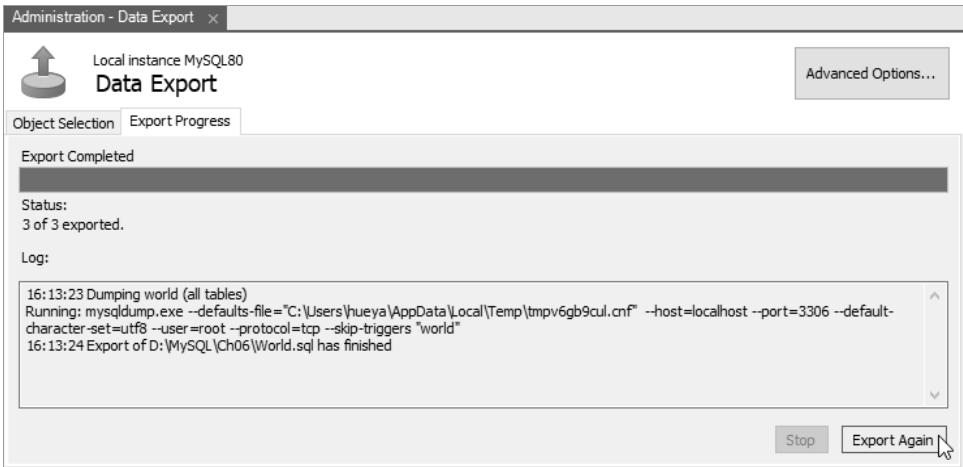 Administration - Data Export ×
Local instance MySQL80
Data Export
Advanced Options...
Object Selection
Export Progress
Export Completed
Status:
3 of 3 exported.
Log:
16:13:23 Dumping world (all tables)
Running: mysqldump.exe --defaults-file="C:\Users\hueya\AppData\Local\Temp\tmpv6gb9cul.cnf"  --host=localhost --port=3306 --default-
character-set=utf8 --user=root --protocol=tcp --skip-triggers "world"
16:13:24 Export of D:\MySQL\Ch06\World.sql has finished
Stop
Export Again